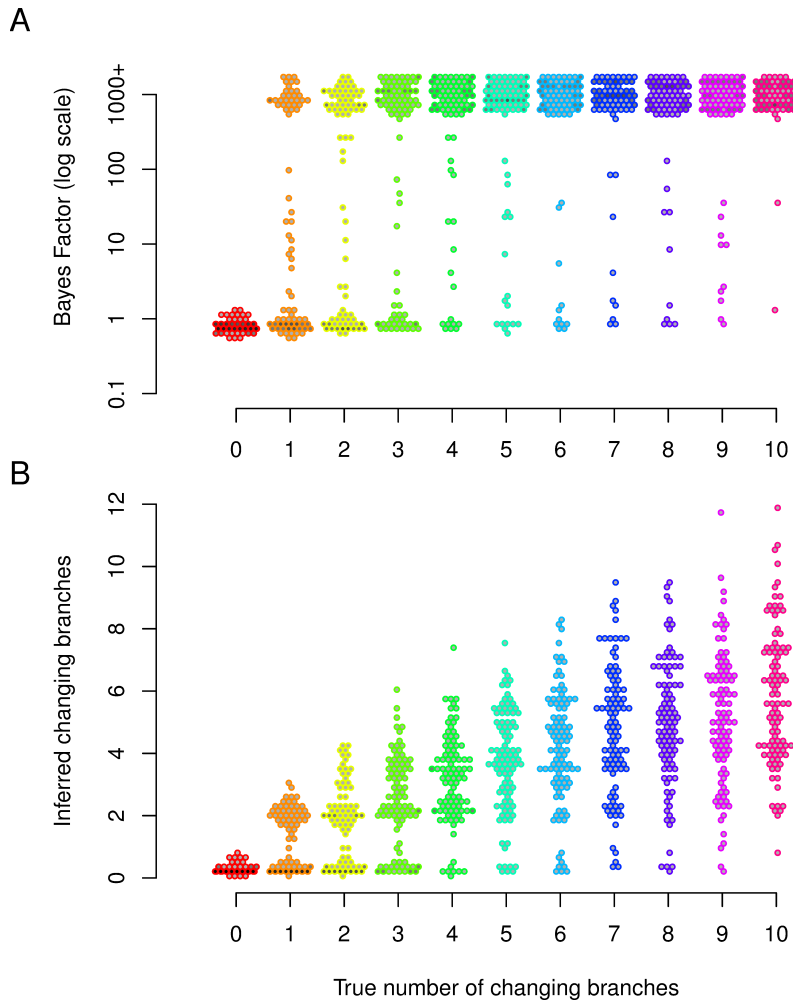 A
Bayes Factor (log scale)
1000+
100
10
1
0.1
0 1 2 3 4 5 6 7 8 9 10
B
Inferred changing branches
12
10
8
6
4
2
0
0 1 2 3 4 5 6 7 8 9 10
True number of changing branches